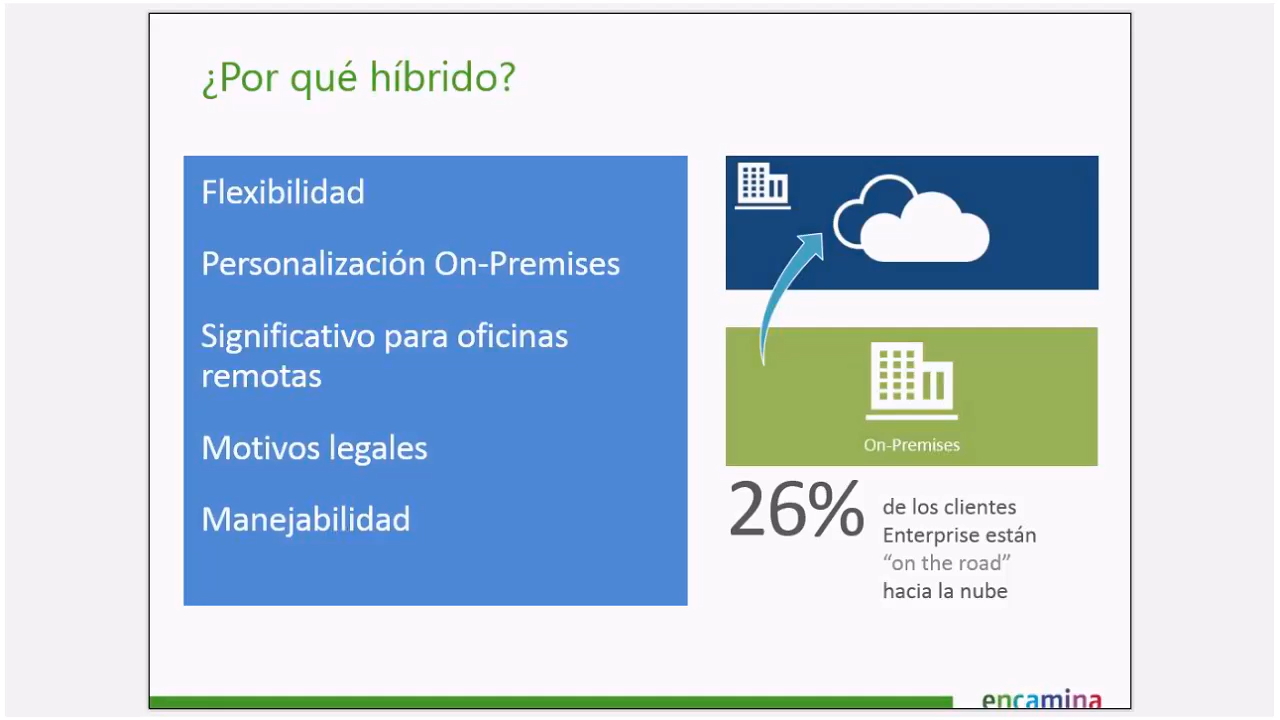 ¿Por qué híbrido?
Flexibilidad
Personalización On-Premises
Significativo para oficinas
remotas
Motivos legales
Manejabilidad
On-Premises
26%
de los clientes
Enterprise están
“on the road”
hacia la nube
encamina